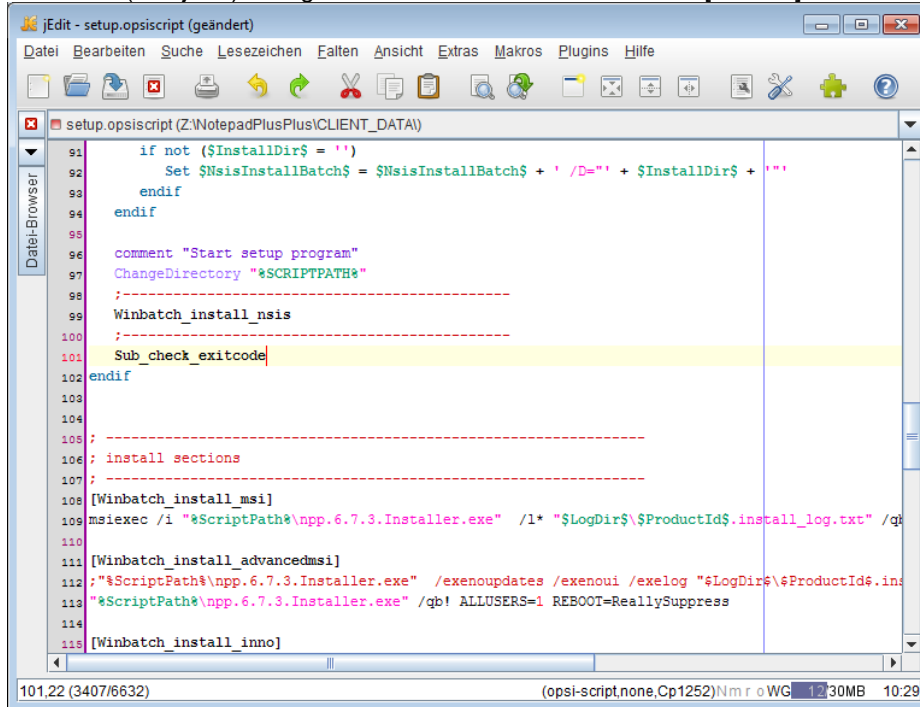 jEdit - setup.opsiscript (geändert)
Datei Bearbeiten Suche Lesezeichen Falten Ansicht Extras Makros Plugins Hilfe
setup.opsiscript (Z:\NotepadPlusPlus\CLIENT_DATA\)
Datei-Browser
91 if not ($InstallDir$ = '')
92 Set $NsisInstallBatch$ = $NsisInstallBatch$ + ' /D="' + $InstallDir$ + '"'
93 endif
94 endif
95
96 comment "Start setup program"
97 ChangeDirectory "%SCRIPTPATH%"
98 ;-----------------------------------------------
99 Winbatch_install_nsis
100 ;-----------------------------------------------
101 Sub_check_exitcode
102 endif
103
104
105 ; ------------------------------------------------------------------
106 ; install sections
107 ; ------------------------------------------------------------------
108 [Winbatch_install_msi]
109 msiexec /i "%ScriptPath%\npp.6.7.3.Installer.exe" /l* "$LogDir$\$ProductId$.install_log.txt" /qb
110
111 [Winbatch_install_advancedmsi]
112 ;"%ScriptPath%\npp.6.7.3.Installer.exe" /exenoupdates /exenoui /exelog "$LogDir$\$ProductId$.ins
113 "%ScriptPath%\npp.6.7.3.Installer.exe" /qb! ALLUSERS=1 REBOOT=ReallySuppress
114
115 [Winbatch_install_inno]
101,22 (3407/6632) (opsi-script,none,Cp1252)N m r o WG 12/30MB 10:29